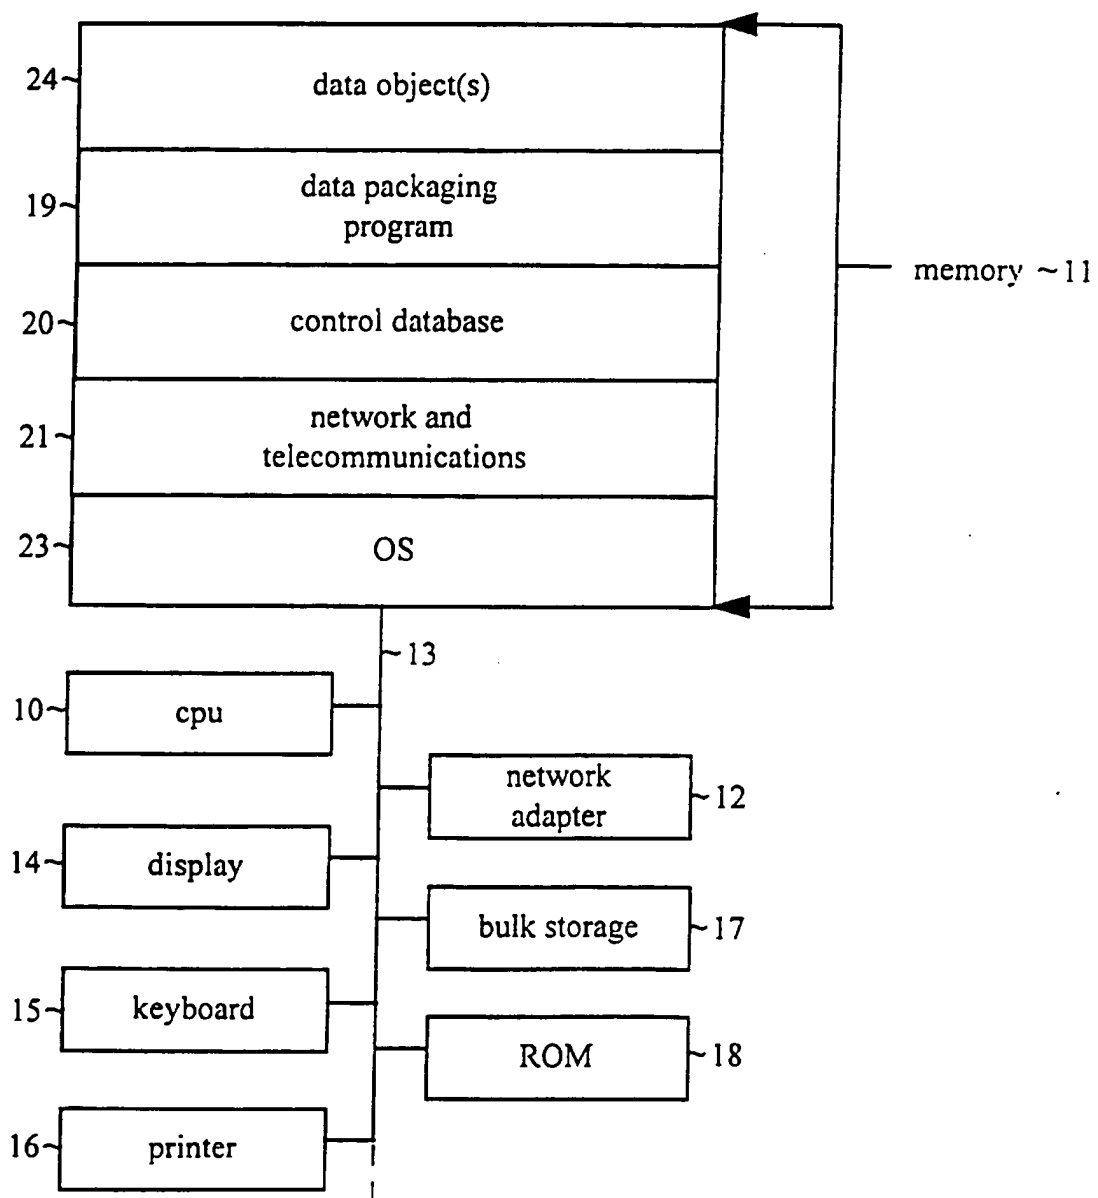 24~ data object(s)
19~ data packaging
program
memory ~11
20~ control database
21~ network and
telecommunications
23~ OS
~13
10~ cpu
network
adapter ~12
14~ display
bulk storage ~17
15~ keyboard
ROM ~18
16~ printer